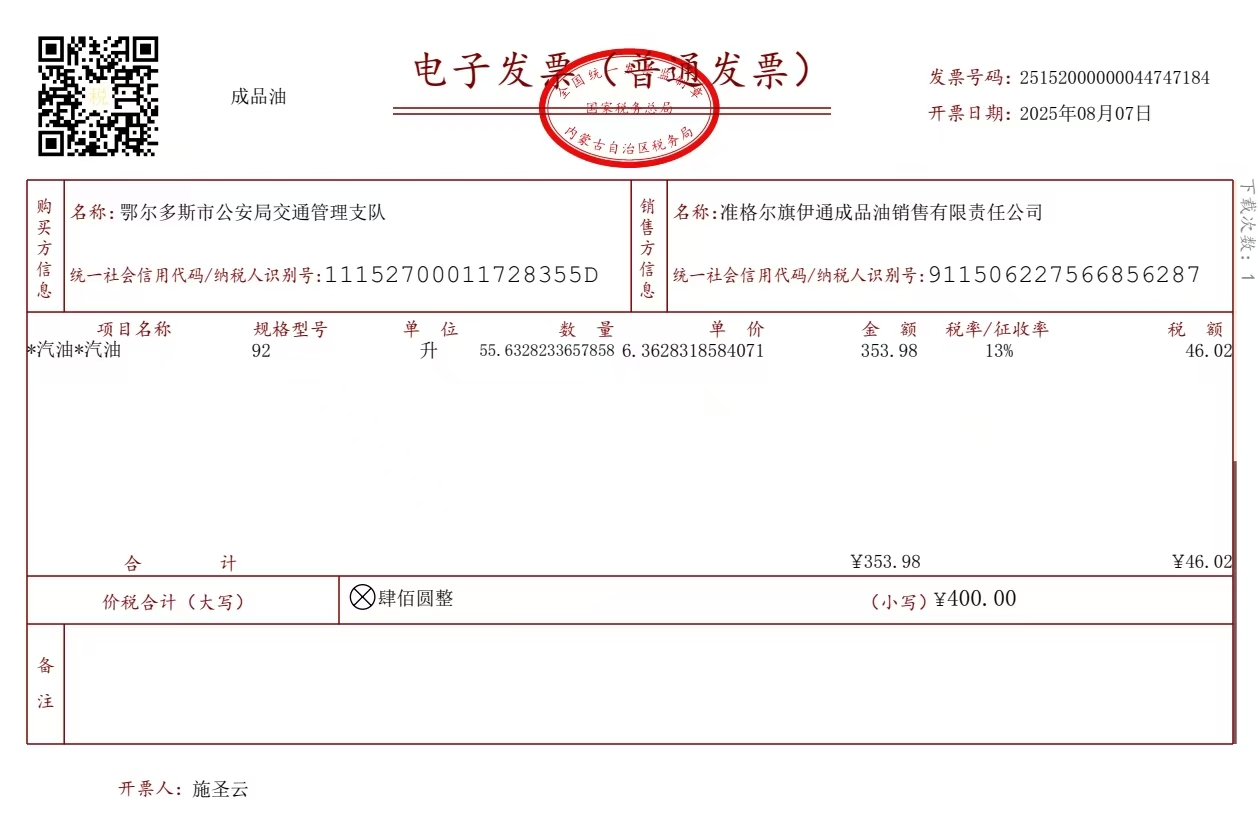 电子发票（普通发票）
税
成品油
全国统一发票监制章
国家税务总局
内蒙古自治区税务局
发票号码：25152000000044747184
开票日期：2025年08月07日
购买方信息
名称：鄂尔多斯市公安局交通管理支队
统一社会信用代码/纳税人识别号：11152700011728355D
销售方信息
名称：准格尔旗伊通成品油销售有限责任公司
统一社会信用代码/纳税人识别号：911506227566856287
下载次数：1
项目名称 规格型号 单位 数量 单价 金额 税率/征收率 税额
*汽油*汽油 92 升 55.6328233657858 6.3628318584071 353.98 13% 46.02
合计 ¥353.98 ¥46.02
价税合计（大写） ⊗肆佰圆整 （小写）¥400.00
备注
开票人：施圣云